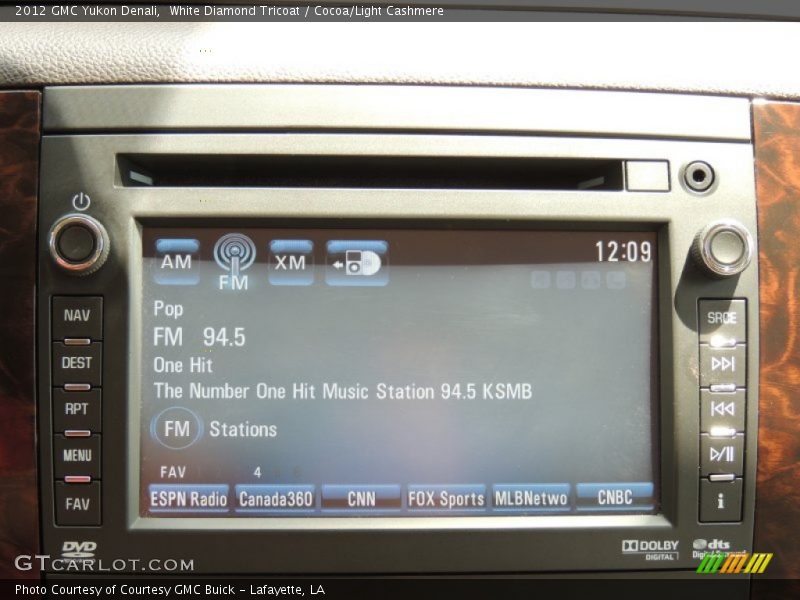 2012 GMC Yukon Denali, White Diamond Tricoat / Cocoa/Light Cashmere
AM
FM
XM
12:09
Pop
FM 94.5
One Hit
The Number One Hit Music Station 94.5 KSMB
FM Stations
FAV 4
ESPN Radio Canada360 CNN FOX Sports MLBNetwo CNBC
NAV
DEST
RPT
MENU
FAV
SRCE
i
DVD
DOLBY
DIGITAL
dts
Digital Surround
GTCARLOT.COM
Photo Courtesy of Courtesy GMC Buick - Lafayette, LA